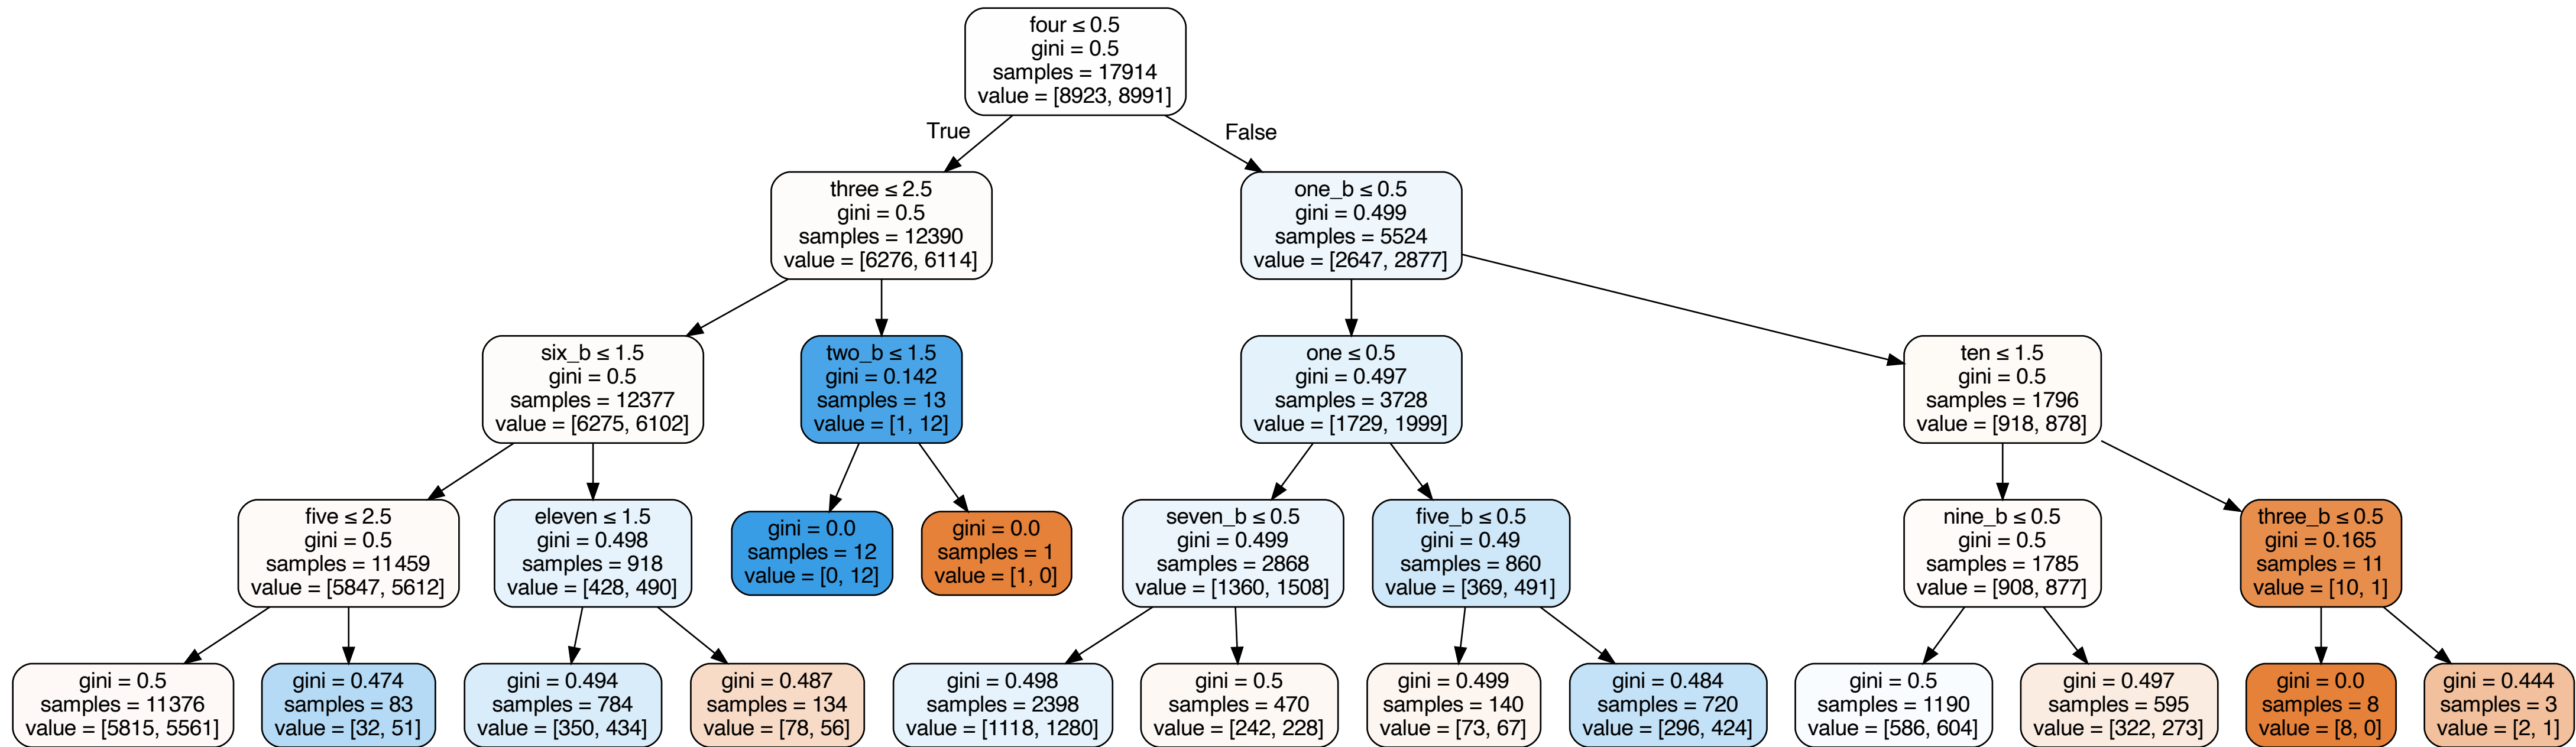 four ≤ 0.5
gini = 0.5
samples = 17914
value = [8923, 8991]
True
False
three ≤ 2.5
gini = 0.5
samples = 12390
value = [6276, 6114]
one_b ≤ 0.5
gini = 0.499
samples = 5524
value = [2647, 2877]
six_b ≤ 1.5
gini = 0.5
samples = 12377
value = [6275, 6102]
two_b ≤ 1.5
gini = 0.142
samples = 13
value = [1, 12]
one ≤ 0.5
gini = 0.497
samples = 3728
value = [1729, 1999]
ten ≤ 1.5
gini = 0.5
samples = 1796
value = [918, 878]
five ≤ 2.5
gini = 0.5
samples = 11459
value = [5847, 5612]
eleven ≤ 1.5
gini = 0.498
samples = 918
value = [428, 490]
gini = 0.0
samples = 12
value = [0, 12]
gini = 0.0
samples = 1
value = [1, 0]
seven_b ≤ 0.5
gini = 0.499
samples = 2868
value = [1360, 1508]
five_b ≤ 0.5
gini = 0.49
samples = 860
value = [369, 491]
nine_b ≤ 0.5
gini = 0.5
samples = 1785
value = [908, 877]
three_b ≤ 0.5
gini = 0.165
samples = 11
value = [10, 1]
gini = 0.5
samples = 11376
value = [5815, 5561]
gini = 0.474
samples = 83
value = [32, 51]
gini = 0.494
samples = 784
value = [350, 434]
gini = 0.487
samples = 134
value = [78, 56]
gini = 0.498
samples = 2398
value = [1118, 1280]
gini = 0.5
samples = 470
value = [242, 228]
gini = 0.499
samples = 140
value = [73, 67]
gini = 0.484
samples = 720
value = [296, 424]
gini = 0.5
samples = 1190
value = [586, 604]
gini = 0.497
samples = 595
value = [322, 273]
gini = 0.0
samples = 8
value = [8, 0]
gini = 0.444
samples = 3
value = [2, 1]